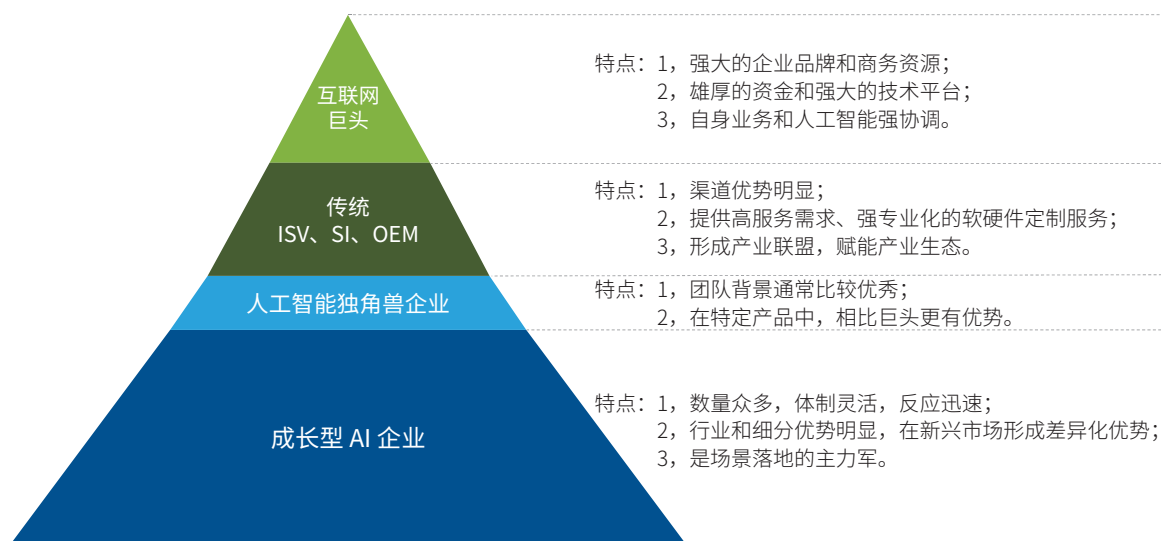 互联网
巨头
特点：1，强大的企业品牌和商务资源；
2，雄厚的资金和强大的技术平台；
3，自身业务和人工智能强协调。
传统
ISV、SI、OEM
特点：1，渠道优势明显；
2，提供高服务需求、强专业化的软硬件定制服务；
3，形成产业联盟，赋能产业生态。
人工智能独角兽企业
特点：1，团队背景通常比较优秀；
2，在特定产品中，相比巨头更有优势。
成长型 AI 企业
特点：1，数量众多，体制灵活，反应迅速；
2，行业和细分优势明显，在新兴市场形成差异化优势；
3，是场景落地的主力军。